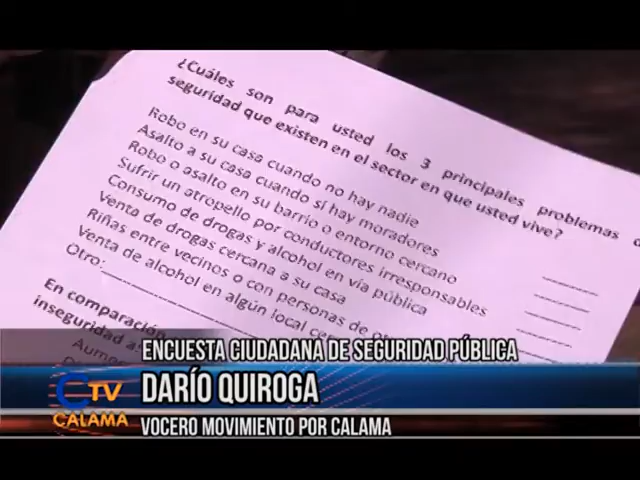 ¿Cuáles son para usted los 3 principales problemas
seguridad que existen en el sector en que usted vive?
Robo en su casa cuando no hay nadie
Asalto a su casa cuando sí hay moradores
Robo o asalto en su barrio o entorno cercano
Sufrir un atropello por conductores irresponsables
Consumo de drogas y alcohol en vía pública
Venta de drogas cercana a su casa
Riñas entre vecinos o con personas de
Venta de alcohol en algún local
Otro:
En comparación
inseguridad
ENCUESTA CIUDADANA DE SEGURIDAD PÚBLICA
DARÍO QUIROGA
CTV
CALAMA
VOCERO MOVIMIENTO POR CALAMA